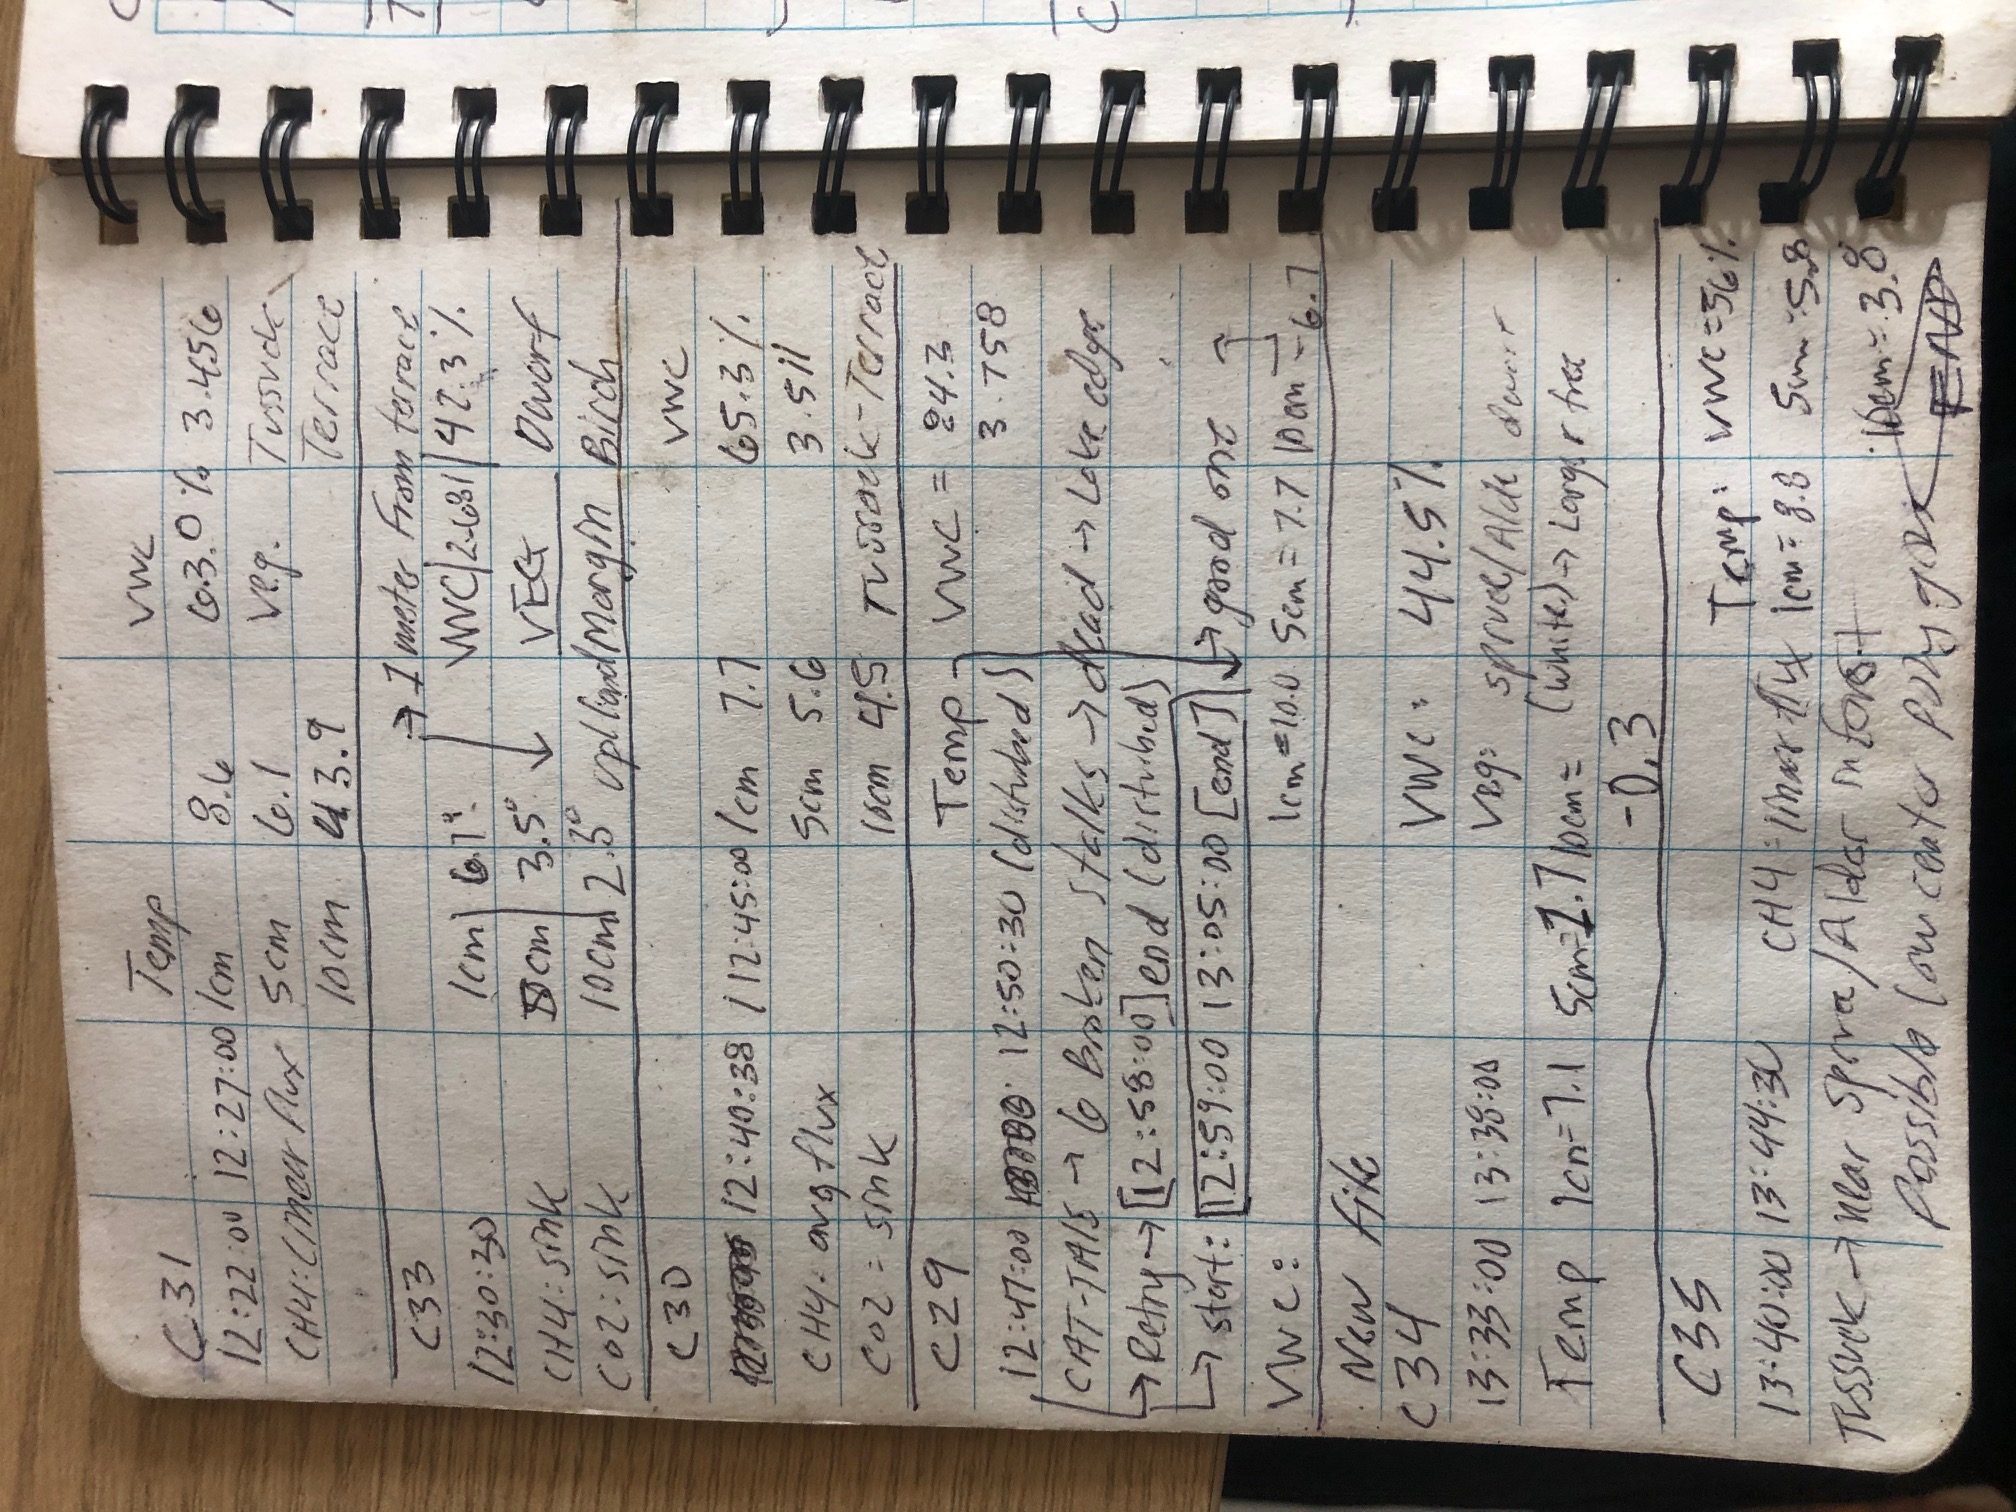 Temp VWC
C31
12:22:00 12:27:00 1cm 8.6 63.0% 3.456
CH4: Linear flux 5cm 6.1 Veg. Tussuck
10cm 3.9 Terrace
C33 → 1 meter from terrace
12:30:30 1cm 6.7° VWC 2.681 42.3%
CH4: sink 5cm 3.5° VEG Dwarf
CO2: sink 10cm 2.3° upland Margin Birch
C30 VWC
12:40:38 / 12:45:00 1cm 7.7 65.3%
CH4: avg flux 5cm 5.6 3.511
CO2 = sink 10cm 4.5 Tussock-Terrace
C29 Temp VWC = 84.3
12:47:00 12:50:30 (disturbed) 3.758
CAT-TAIS → 6 Broken stalks → dead → Lake edge
→ Retry → [12:58:00] end (disturbed)
→ start: 12:59:00 13:05:00 [end] → good one
VWC: 1cm = 10.0 5cm = 7.7 10cm = 6.7
New file
C34 VWC: 44.5%
13:33:00 13:38:00 Veg: spruce/Alde dwarf
Temp 1cm = 7.1 5cm = 1.7 10cm = (white) → Larger tree
-0.3
C35 Temp: VWC = 56%
13:40:00 13:44:30 CH4 = linear flux 1cm = 8.8 5cm = 5.8
Tussuck → near Spruce/Alder in forest 10cm = 3.8
Possible low center polygon END